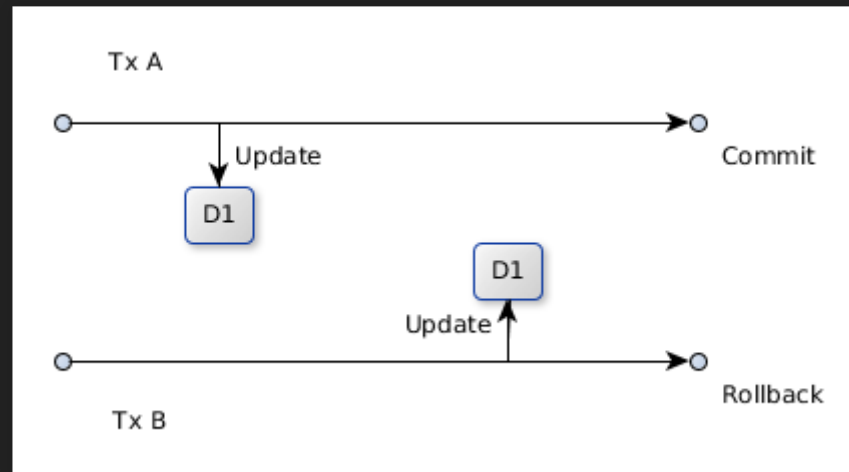 Tx A
Update
Commit
D1
D1
Update
Rollback
Tx B